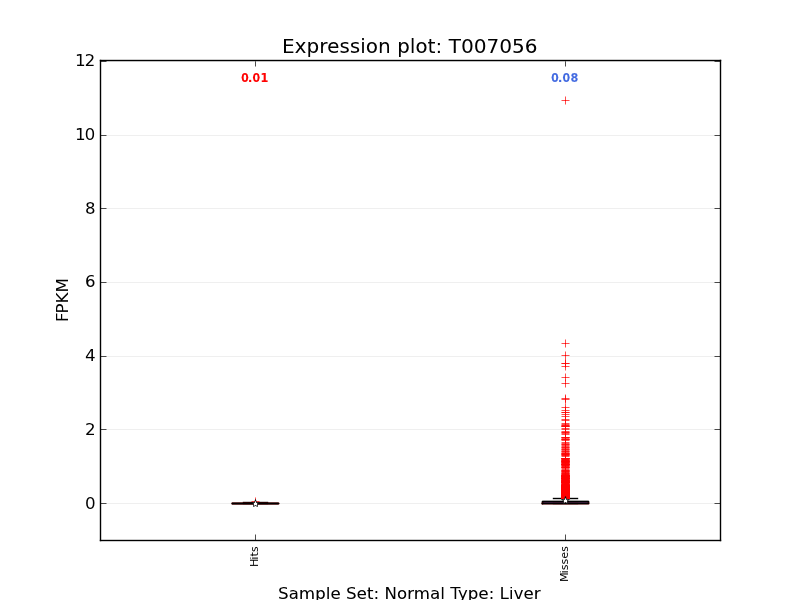 Expression plot: T007056
12
0.01 0.08
10
8
6
FPKM
4
2
0
Hits Misses
Sample Set: Normal Type: Liver